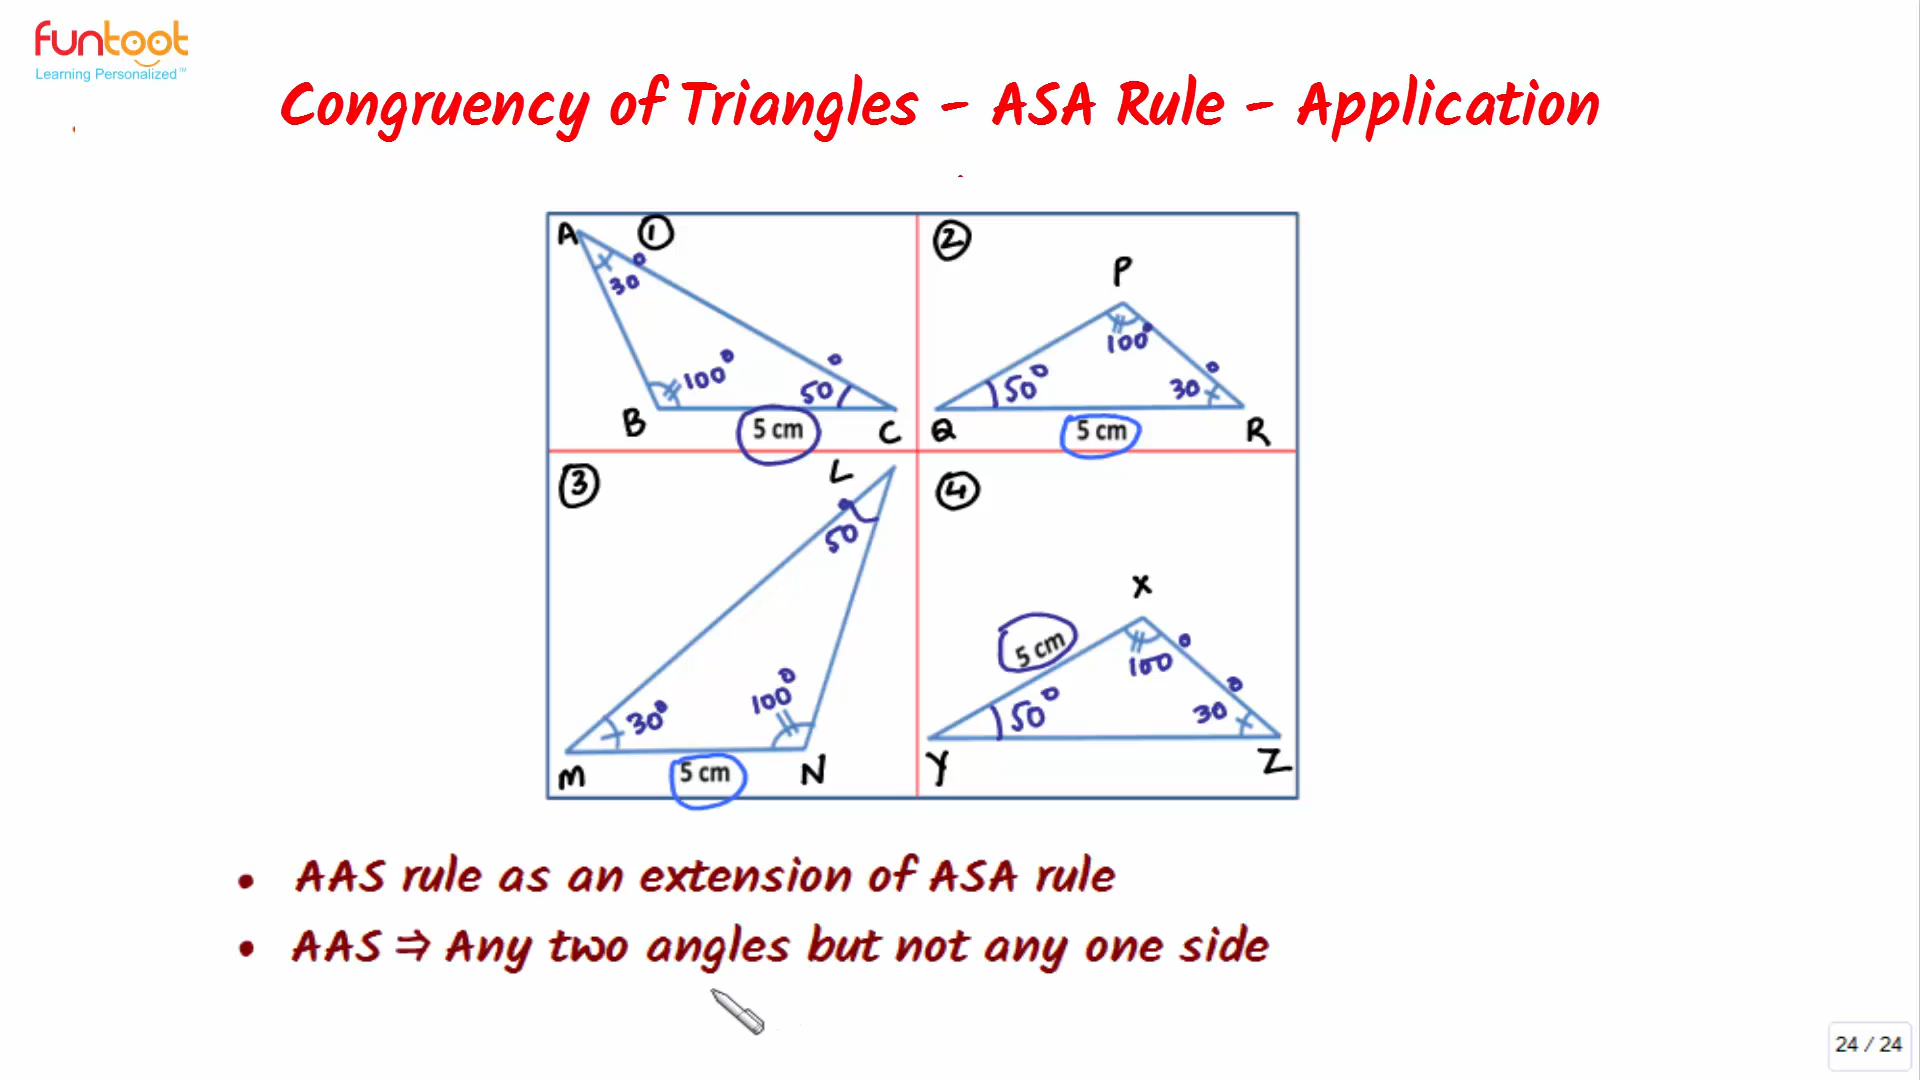 funtoot
Learning Personalized™
Congruency of Triangles - ASA Rule - Application
A 1
30°
100°
50°
B
5 cm
C
2
P
100°
50°
30°
Q
5 cm
R
3
L
50°
30°
100°
M
5 cm
N
4
X
5 cm
100°
50°
30°
Y
Z
• AAS rule as an extension of ASA rule
• AAS ⇒ Any two angles but not any one side
24 / 24